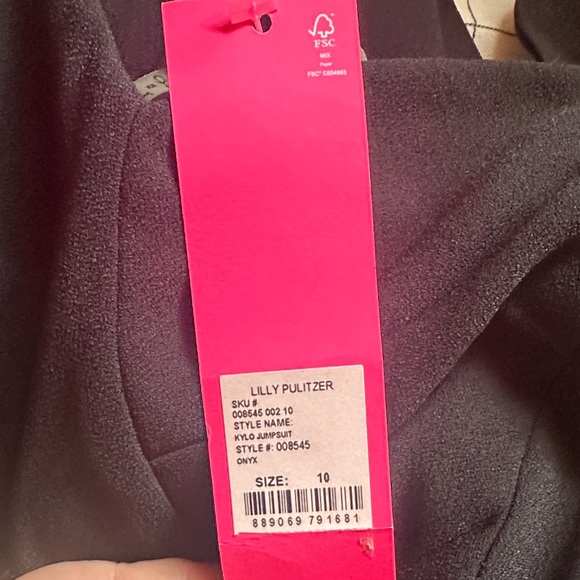 FSC
MIX
Paper
LILLY PULITZER
SKU #
008545 002 10
STYLE NAME:
KYLO JUMPSUIT
STYLE #: 008545
ONYX
SIZE: 10
889069 791681